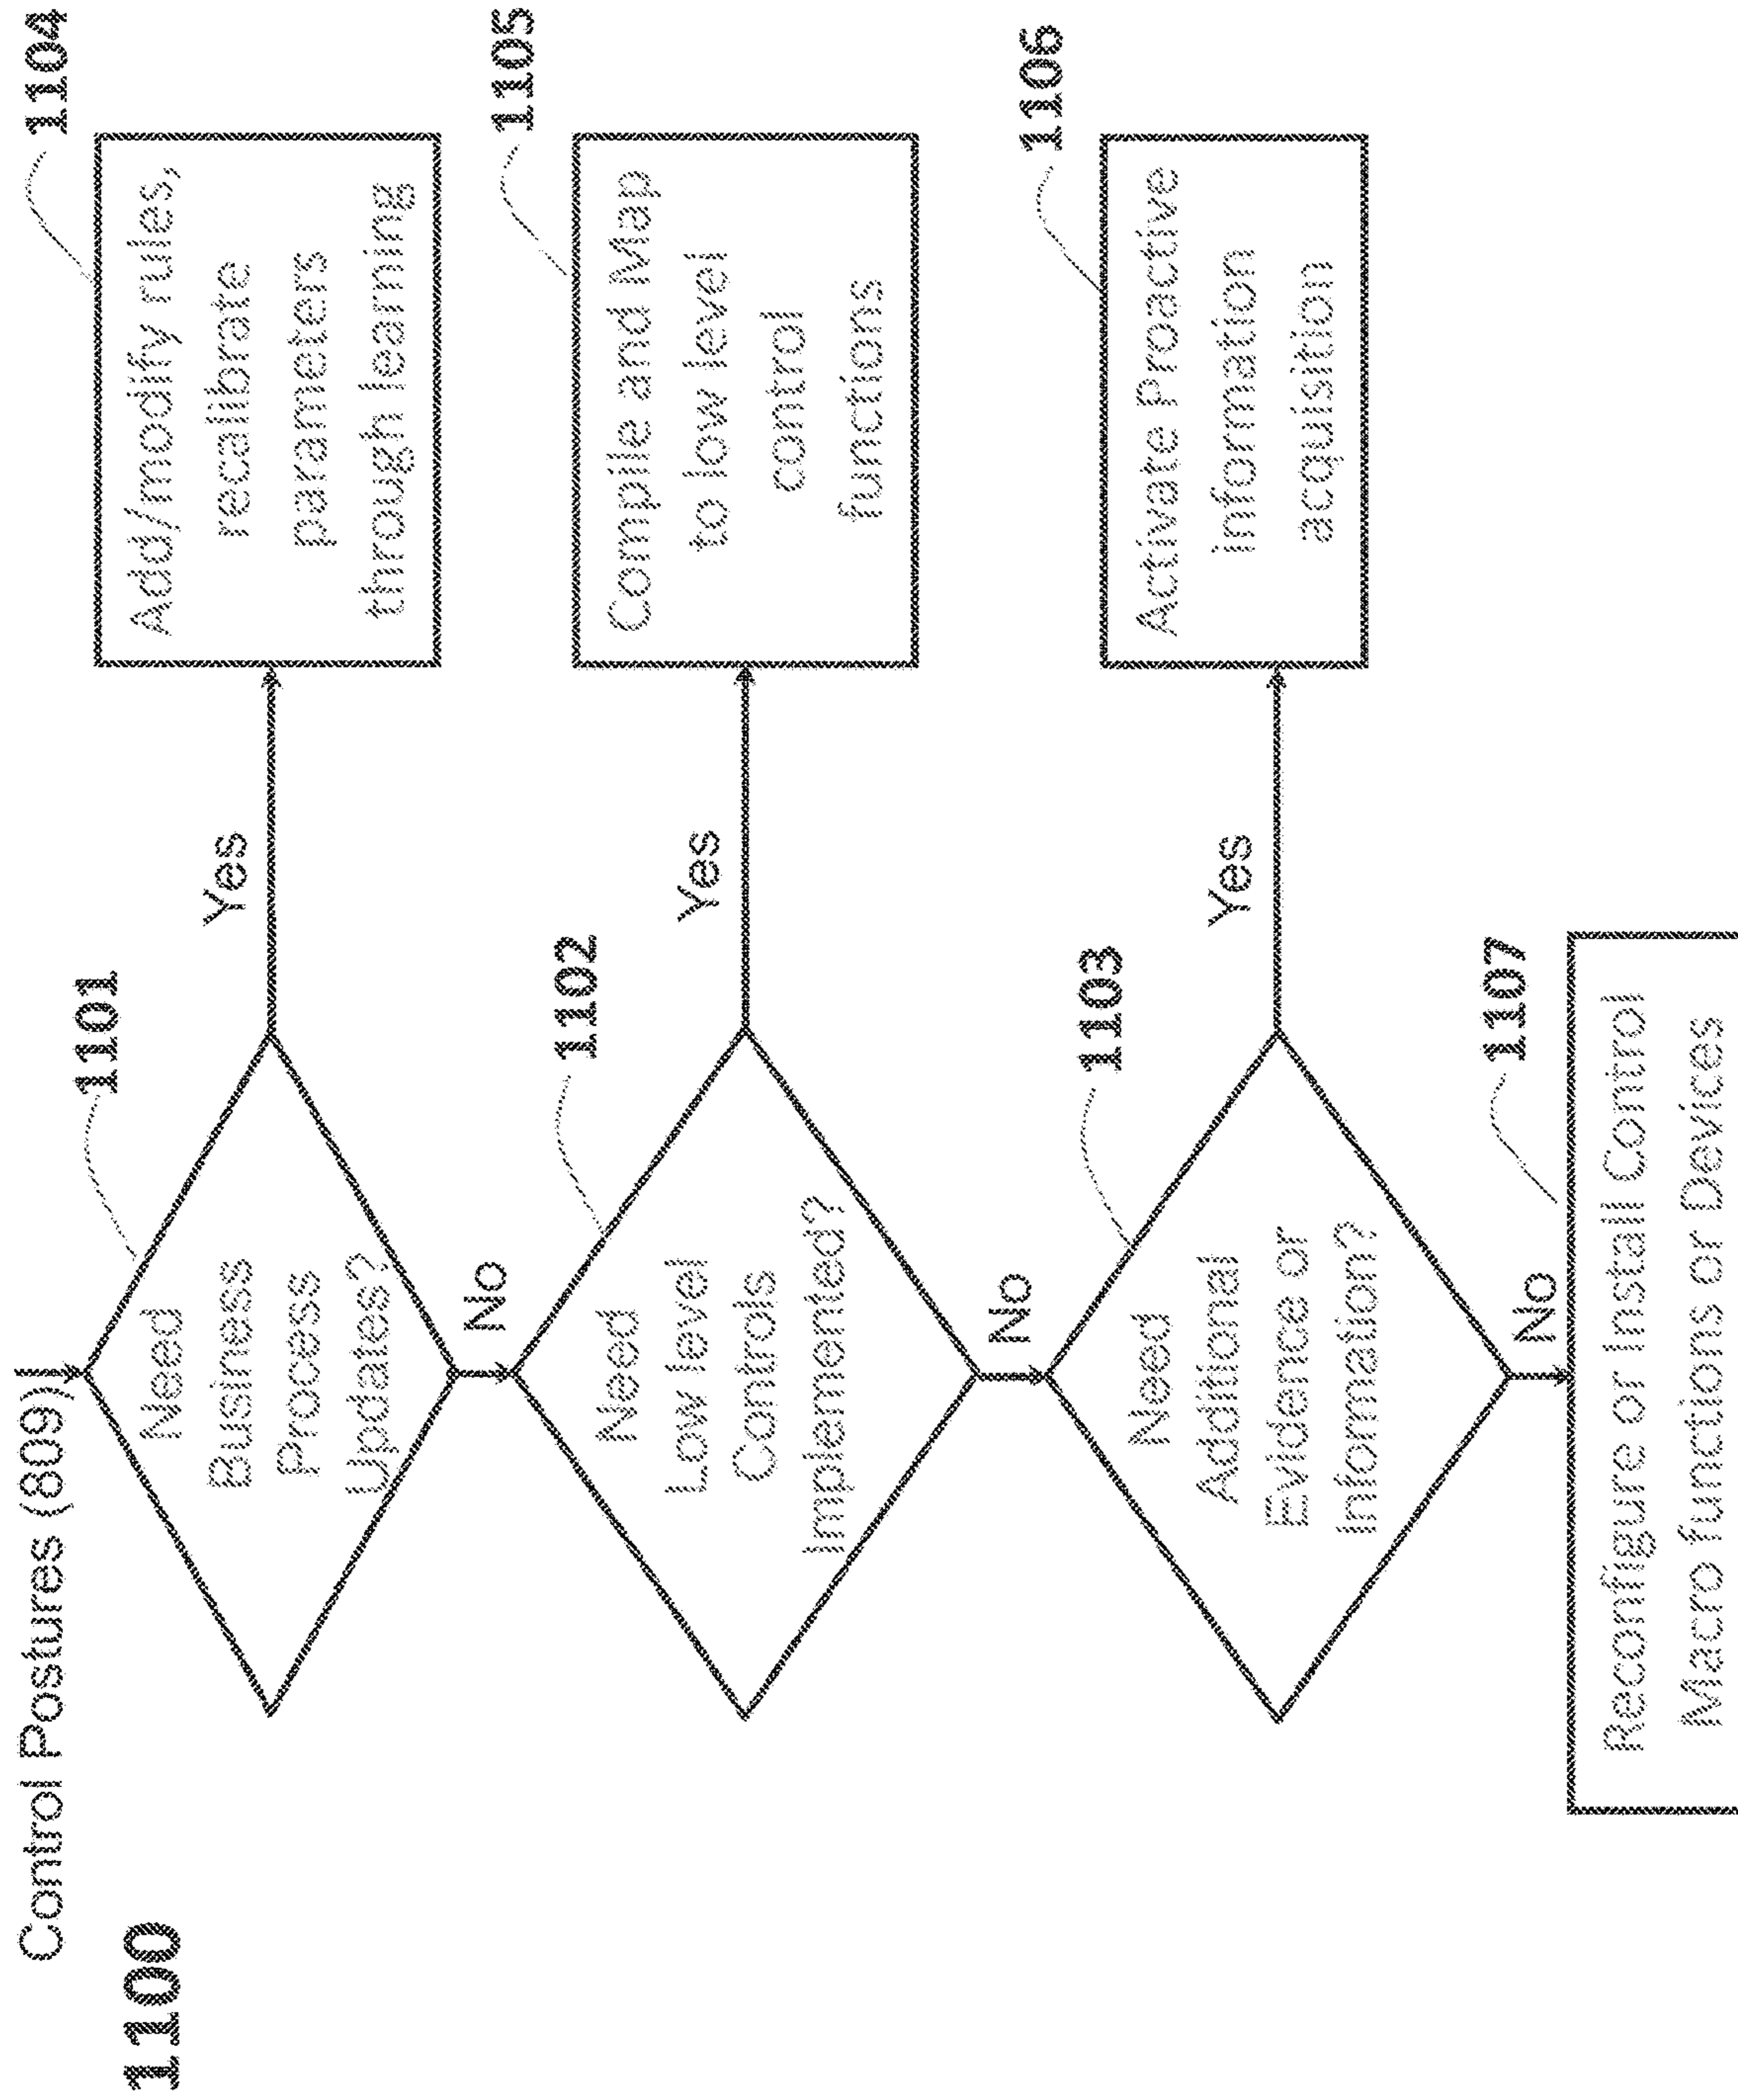 1100
Control Postures (809)
1101
Need
Business
Process
Updates?
Yes
1104
Add/modify rules,
recalibrate
parameters
through learning
No
1102
Need
Low level
Controls
Implemented?
Yes
1105
Compile and Map
to low level
control
functions
No
1103
Need
Additional
Evidence or
Information?
Yes
1106
Activate Proactive
information
acquisition
No
1107
Reconfigure or Install Control
Macro functions or Devices